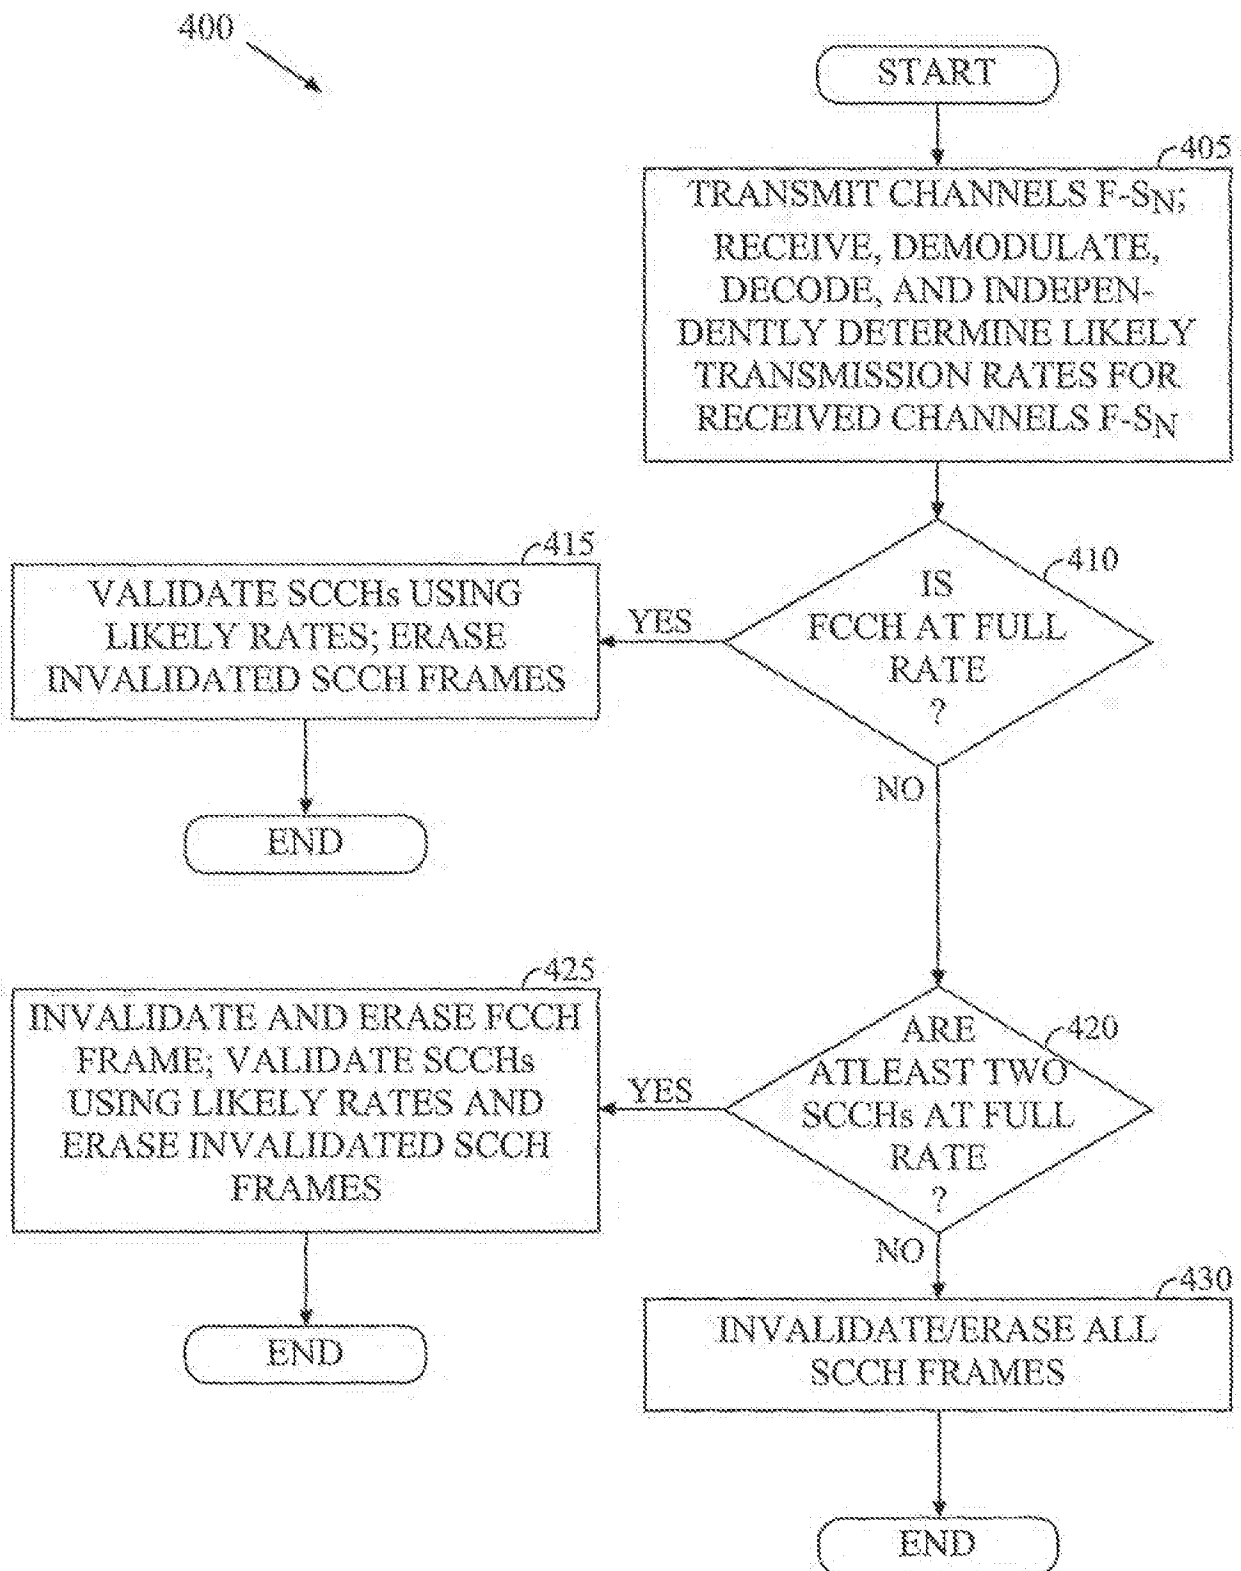 400
START
405
TRANSMIT CHANNELS F-SN;
RECEIVE, DEMODULATE,
DECODE, AND INDEPEN-
DENTLY DETERMINE LIKELY
TRANSMISSION RATES FOR
RECEIVED CHANNELS F-SN
410
IS
FCCH AT FULL
RATE
?
YES
NO
415
VALIDATE SCCHs USING
LIKELY RATES; ERASE
INVALIDATED SCCH FRAMES
END
420
ARE
ATLEAST TWO
SCCHs AT FULL
RATE
?
YES
NO
425
INVALIDATE AND ERASE FCCH
FRAME; VALIDATE SCCHs
USING LIKELY RATES AND
ERASE INVALIDATED SCCH
FRAMES
END
430
INVALIDATE/ERASE ALL
SCCH FRAMES
END